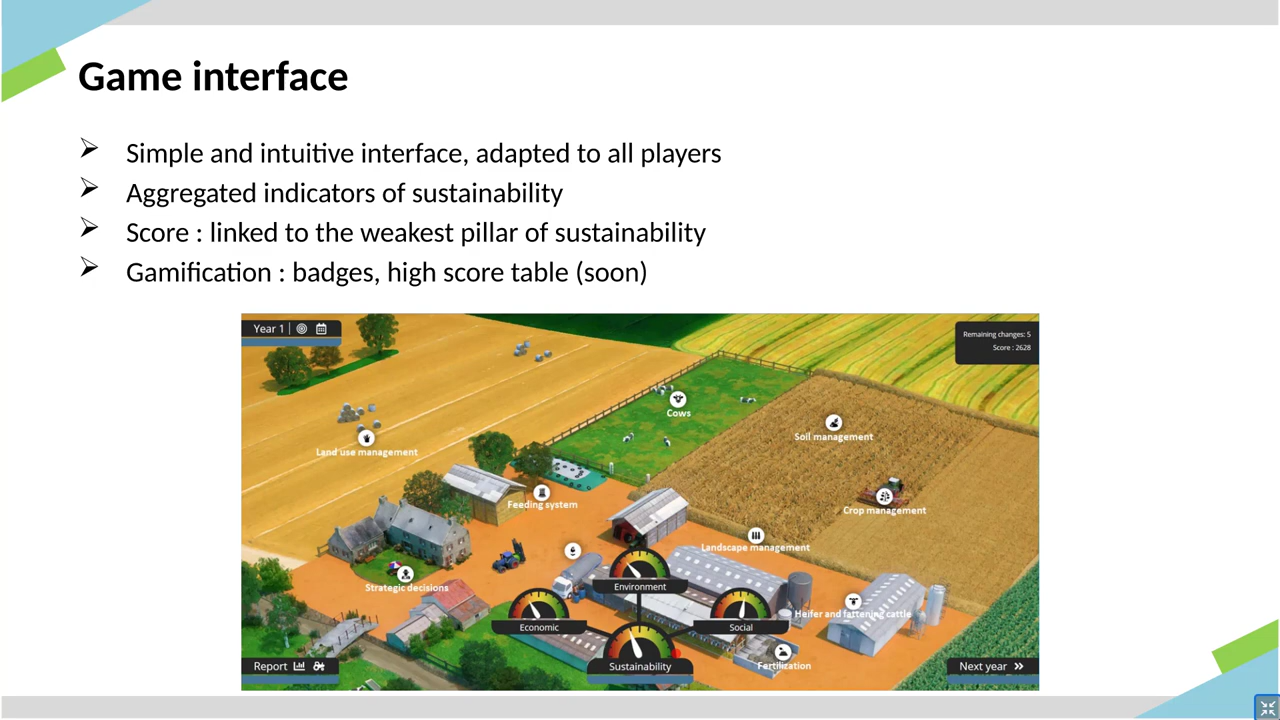 Game interface
Simple and intuitive interface, adapted to all players
Aggregated indicators of sustainability
Score : linked to the weakest pillar of sustainability
Gamification : badges, high score table (soon)
Year 1
Remaining changes: 5
Score : 2628
Cows
Soil management
Land use management
Feeding system
Crop management
Landscape management
Strategic decisions
Environment
Heifer and fattening cattle
Economic
Social
Report
Sustainability
Fertilization
Next year